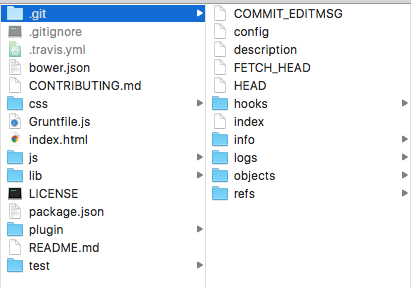 .git
.gitignore
.travis.yml
bower.json
CONTRIBUTING.md
css
Gruntfile.js
index.html
js
lib
LICENSE
package.json
plugin
README.md
test
COMMIT_EDITMSG
config
description
FETCH_HEAD
HEAD
hooks
index
info
logs
objects
refs